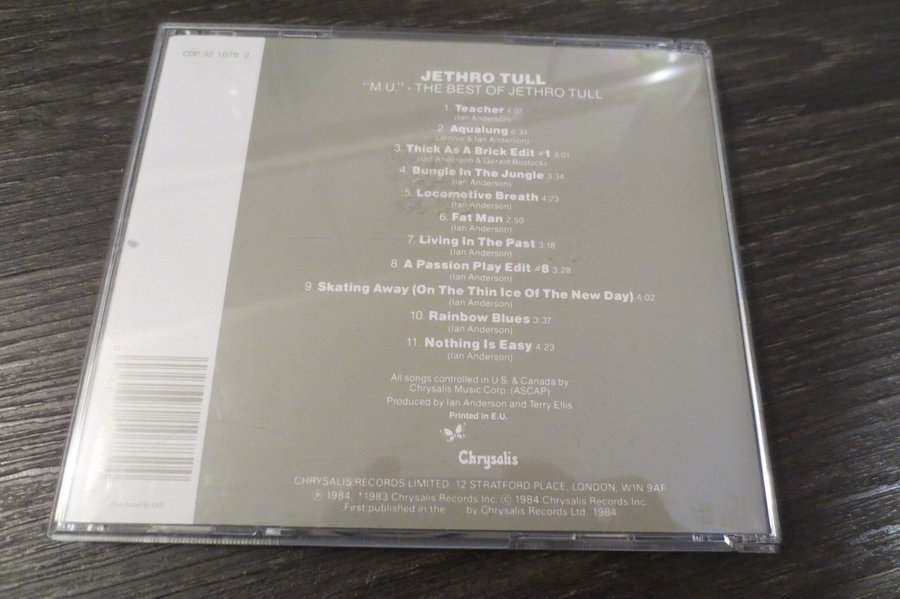 CDP 32 1078 2
JETHRO TULL
"M.U." - THE BEST OF JETHRO TULL
1. Teacher 4:02
(Ian Anderson)
2. Aqualung 6:34
(Jennie & Ian Anderson)
3. Thick As A Brick Edit #1 3:01
(Ian Anderson & Gerald Bostock)
4. Bungle In The Jungle 3:34
(Ian Anderson)
5. Locomotive Breath 4:23
(Ian Anderson)
6. Fat Man 2:50
(Ian Anderson)
7. Living In The Past 3:18
(Ian Anderson)
8. A Passion Play Edit #8 3:28
(Ian Anderson)
9. Skating Away (On The Thin Ice Of The New Day) 4:02
(Ian Anderson)
10. Rainbow Blues 3:37
(Ian Anderson)
11. Nothing Is Easy 4:23
(Ian Anderson)
All songs controlled in U.S. & Canada by
Chrysalis Music Corp. (ASCAP)
Produced by Ian Anderson and Terry Ellis
Printed in E.U.
Chrysalis
CHRYSALIS RECORDS LIMITED, 12 STRATFORD PLACE, LONDON, W1N 9AF
℗ 1984, *1983 Chrysalis Records Inc. © 1984 Chrysalis Records Inc.
First published in the by Chrysalis Records Ltd. 1984